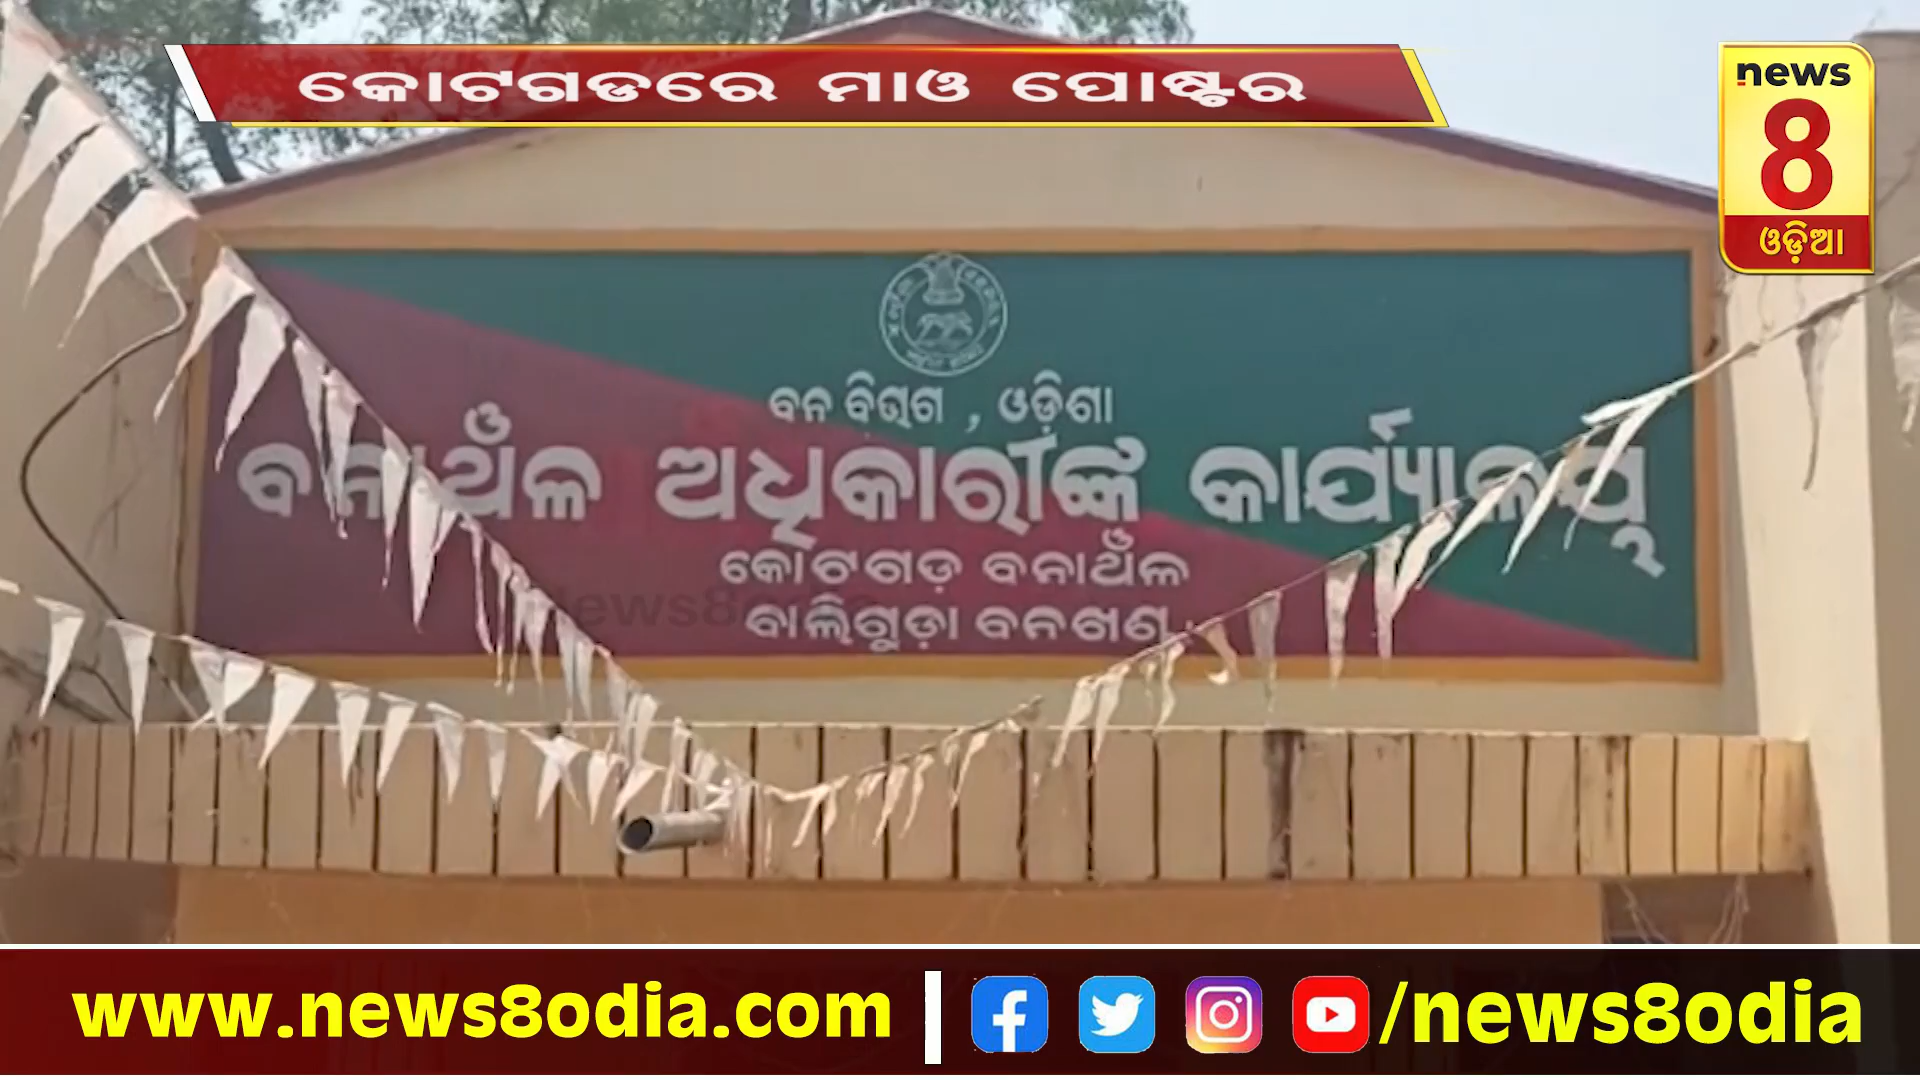 କୋଟଗଡରେ ମାଓ ପୋଷ୍ଟର
news
8
ଓଡ଼ିଆ
ବନ ବିଭାଗ , ଓଡ଼ିଶା
ବନାଞ୍ଚଳ ଅଧିକାରୀଙ୍କ କାର୍ଯ୍ୟାଳୟ
କୋଟଗଡ଼ ବନାଞ୍ଚଳ
ବାଲିଗୁଡ଼ା ବନଖଣ୍ଡ
News8odia
www.news8odia.com | /news8odia